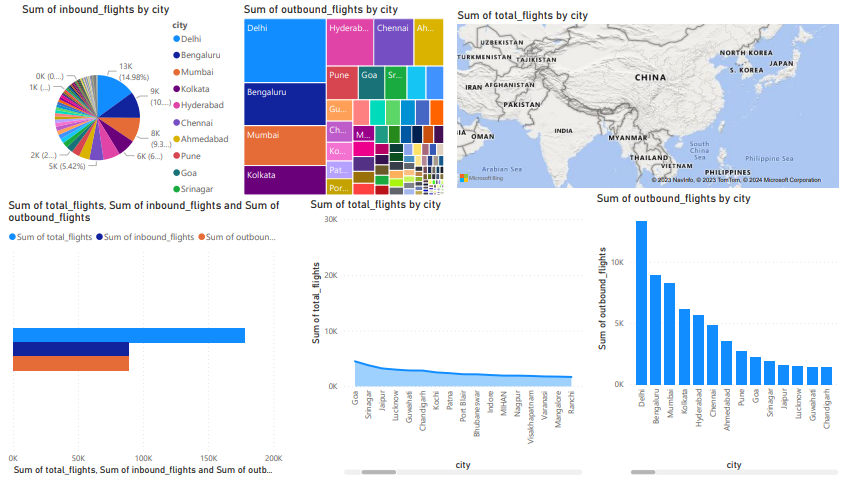 Sum of inbound_flights by city
city
Delhi
Bengaluru
Mumbai
Kolkata
Hyderabad
Chennai
Ahmedabad
Pune
Goa
Srinagar
13K
(14.98%)
9K
(10...)
8K
(9.3...)
6K (6...)
5K (5.42%)
2K (2...)
1K (...)
0K (0...)
Sum of outbound_flights by city
Delhi
Bengaluru
Mumbai
Kolkata
Hyderab...
Chennai
Ah...
Pune
Goa
Sr...
Gu...
Ch...
M...
Ko...
Pat...
Por...
Sum of total_flights by city
UZBEKISTAN
TURKMENISTAN
TAJIKISTAN
NORTH KOREA
JAPAN
S. KOREA
CHINA
IRAN
AFGHANISTAN
PAKISTAN
OMAN
INDIA
MYANMAR
THAILAND
VIETNAM
South
China
Sea
Philippine Sea
Arabian Sea
PHILIPPINES
Microsoft Bing
© 2023 NavInfo, © 2023 TomTom, © 2024 Microsoft Corporation
Sum of total_flights, Sum of inbound_flights and Sum of
outbound_flights
Sum of total_flights
Sum of inbound_flights
Sum of outboun...
0K
50K
100K
150K
200K
Sum of total_flights, Sum of inbound_flights and Sum of outb...
Sum of total_flights by city
Sum of total_flights
30K
20K
10K
0K
Goa
Srinagar
Jaipur
Lucknow
Guwahati
Chandigarh
Kochi
Patna
Port Blair
Bhubaneswar
Indore
MIHAN
Nagpur
Visakhapatnam
Varanasi
Mangalore
Ranchi
city
Sum of outbound_flights by city
Sum of outbound_flights
10K
5K
0K
Delhi
Bengaluru
Mumbai
Kolkata
Hyderabad
Chennai
Ahmedabad
Pune
Goa
Srinagar
Jaipur
Lucknow
Guwahati
Chandigarh
city